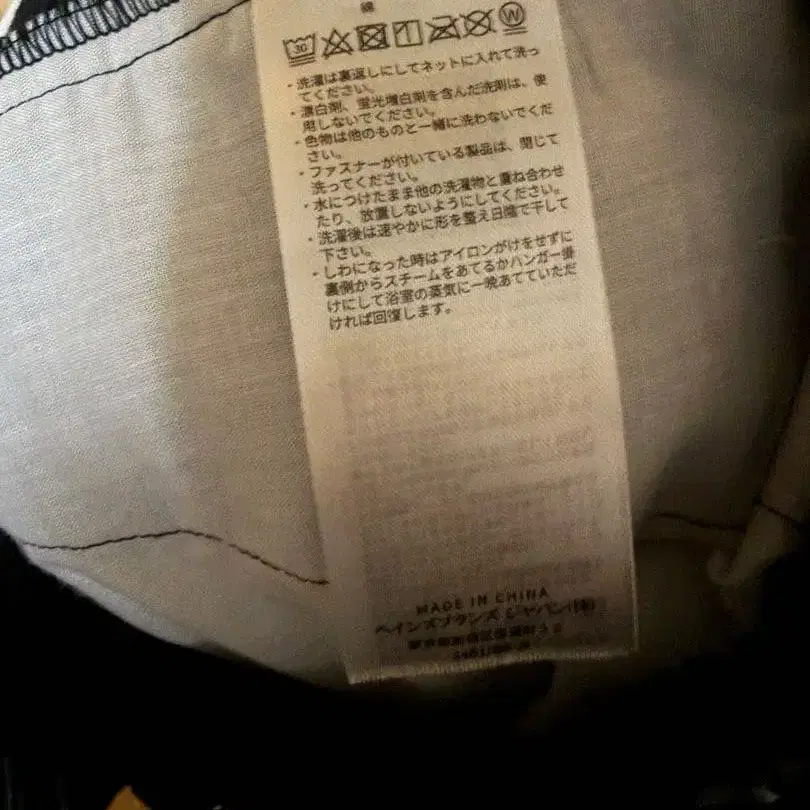 綿
30
W
・洗濯は裏返しにしてネットに入れて洗っ
てください。
・漂白剤、蛍光増白剤を含んだ洗剤は、使
用しないでください。
・色物は他のものと一緒に洗わないでくだ
さい。
・ファスナーが付いている製品は、閉じて
洗ってください。
・水につけたまま他の洗濯物と重ね合わせ
たり、放置しないようにしてください。
・洗濯後は速やかに形を整え日陰で干して
下さい。
・しわになった時はアイロンがけをせずに
裏側からスチームをあてるかハンガー掛
けにして浴室の蒸気に一晩あてていただ
ければ回復します。
MADE IN CHINA
ヘインズブランズ ジャパン(株)